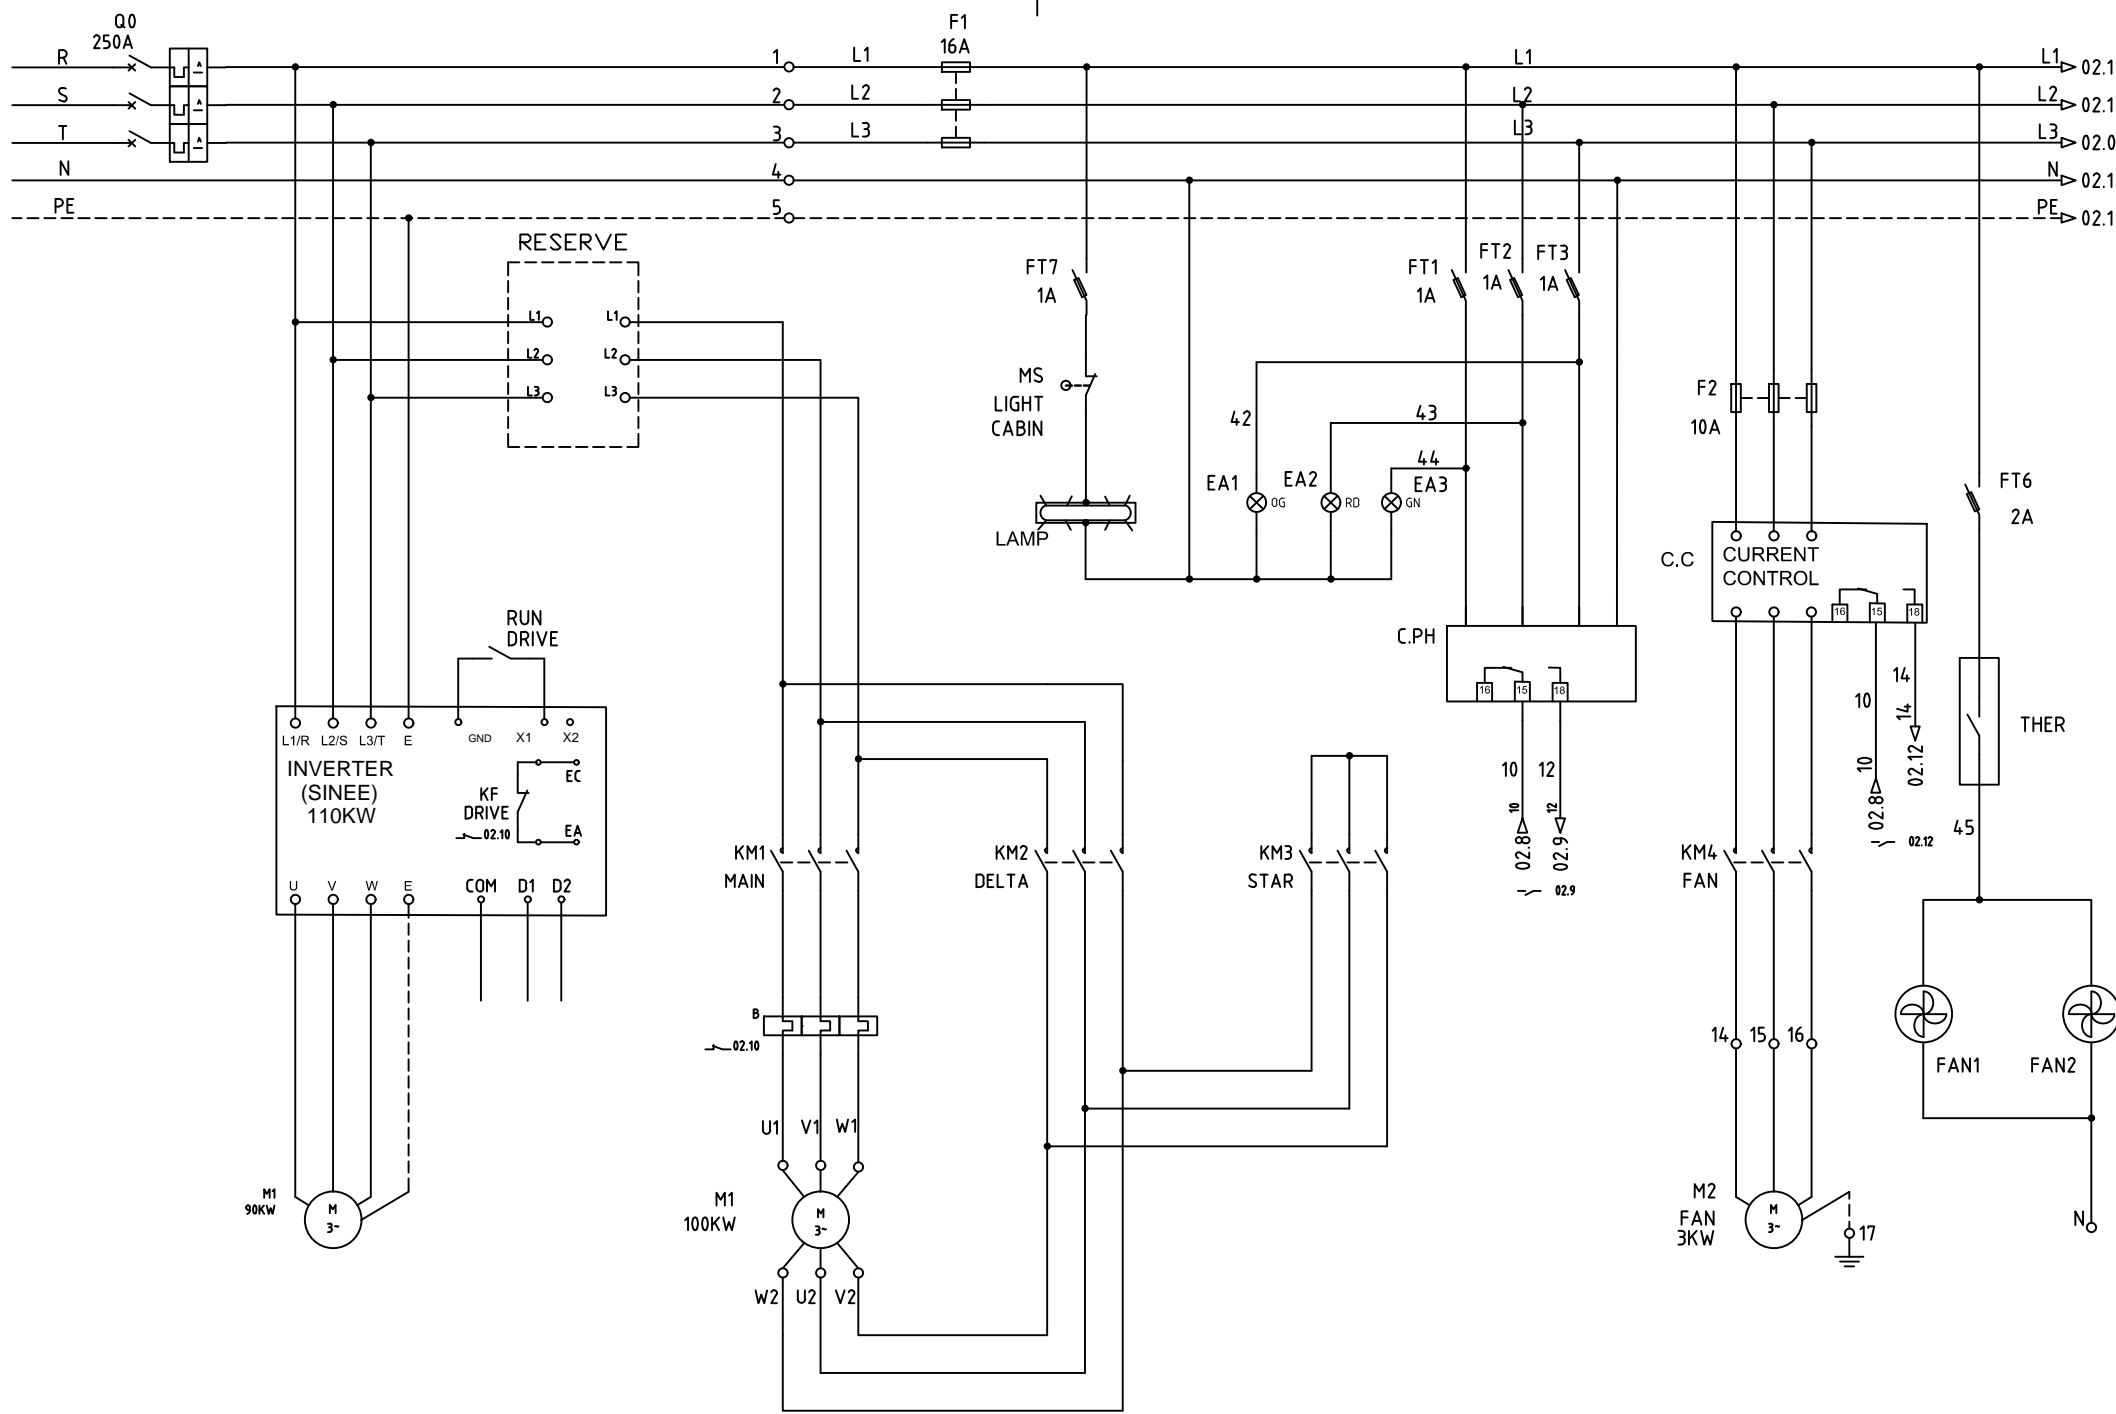 Q0
250A
F1
16A
R
1
L1
L1
L1
02.1
S
2
L2
L2
L2
02.1
T
3
L3
L3
L3
02.0
N
4
N
02.1
PE
5
PE
02.1
RESERVE
L1
L1
L2
L2
L3
L3
FT7
1A
FT1
1A
FT2
1A
FT3
1A
MS
LIGHT
CABIN
42
43
44
EA1
OG
EA2
RD
EA3
GN
LAMP
F2
10A
FT6
2A
C.C
CURRENT
CONTROL
16
15
18
C.PH
16
15
18
10
12
10
12
02.8
02.9
02.9
10
14
10
14
02.8
02.12
02.12
THER
45
RUN
DRIVE
L1/R
L2/S
L3/T
E
GND
X1
X2
INVERTER
(SINEE)
110KW
KF
DRIVE
02.10
EC
EA
U
V
W
E
COM
D1
D2
KM1
MAIN
KM2
DELTA
KM3
STAR
KM4
FAN
B
02.10
14
15
16
FAN1
FAN2
U1
V1
W1
M1
90KW
M
3~
M1
100KW
M
3~
M2
FAN
3KW
M
3~
17
N
W2
U2
V2